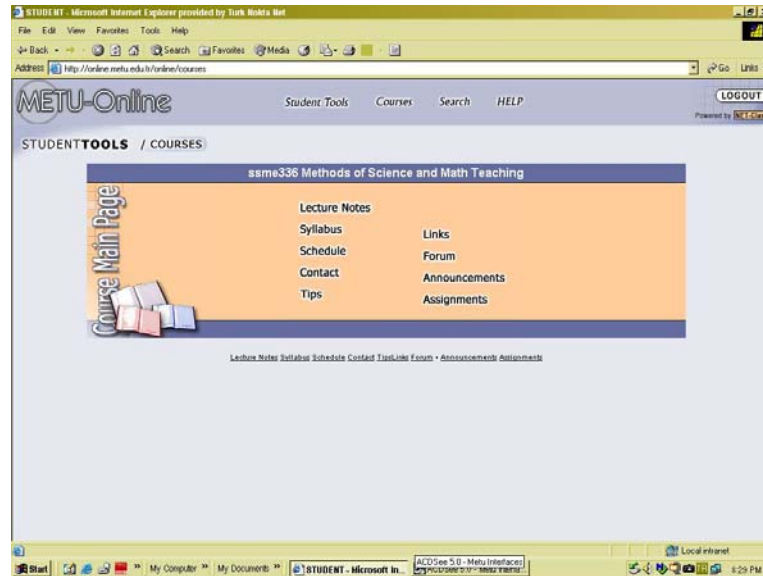 STUDENT - Microsoft Internet Explorer provided by Turk Nokta Net
File Edit View Favorites Tools Help
Back Search Favorites Media
Address http://online.metu.edu.tr/online/courses Go Links
METU-Online Student Tools Courses Search HELP LOGOUT
Powered by
STUDENTTOOLS / COURSES
ssme336 Methods of Science and Math Teaching
Course Main Page
Lecture Notes
Syllabus
Schedule
Contact
Tips
Links
Forum
Announcements
Assignments
Lecture Notes Syllabus Schedule Contact TipsLinks Forum • Announcements Assignments
Local intranet
Start My Computer » My Documents » STUDENT - Microsoft In... ACDSee 5.0 - Metu Interfaces 8:29 PM